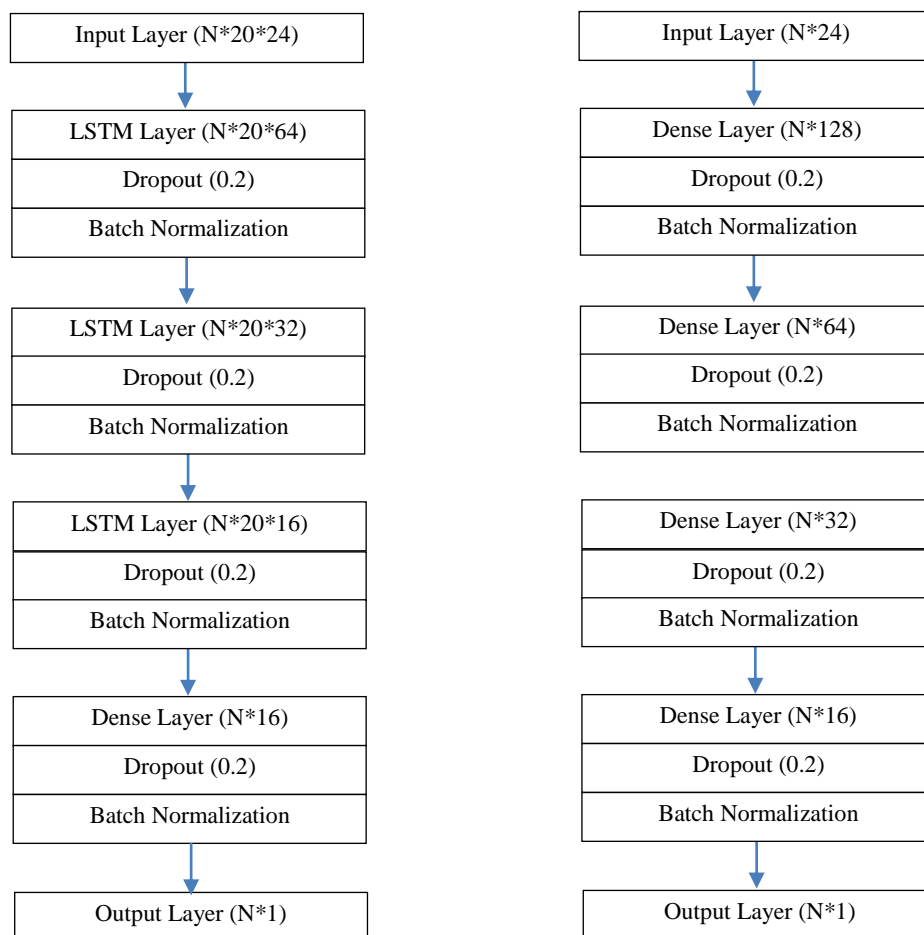 Input Layer (N*20*24)
LSTM Layer (N*20*64)
Dropout (0.2)
Batch Normalization
LSTM Layer (N*20*32)
Dropout (0.2)
Batch Normalization
LSTM Layer (N*20*16)
Dropout (0.2)
Batch Normalization
Dense Layer (N*16)
Dropout (0.2)
Batch Normalization
Output Layer (N*1)
Input Layer (N*24)
Dense Layer (N*128)
Dropout (0.2)
Batch Normalization
Dense Layer (N*64)
Dropout (0.2)
Batch Normalization
Dense Layer (N*32)
Dropout (0.2)
Batch Normalization
Dense Layer (N*16)
Dropout (0.2)
Batch Normalization
Output Layer (N*1)